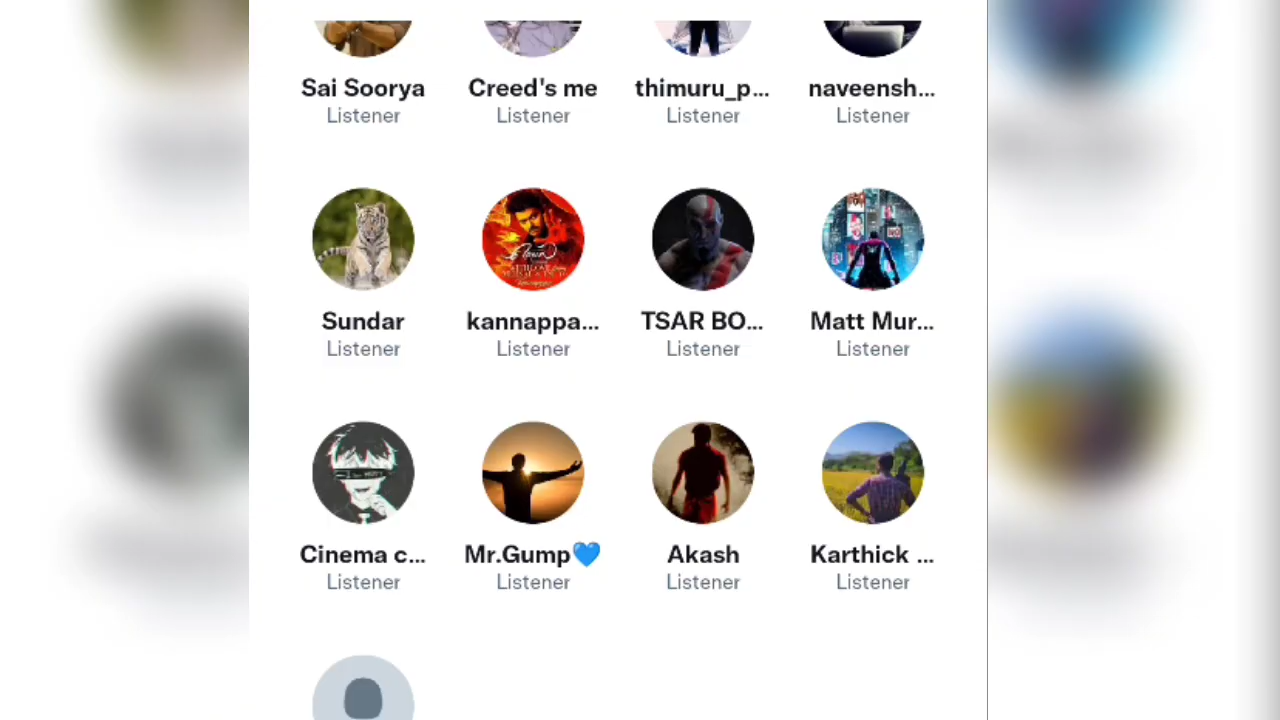 Sai Soorya Creed's me thimuru_p... naveensh...
Listener Listener Listener Listener
Sundar kannappa... TSAR BO... Matt Mur...
Listener Listener Listener Listener
Cinema c... Mr.Gump💙 Akash Karthick ...
Listener Listener Listener Listener